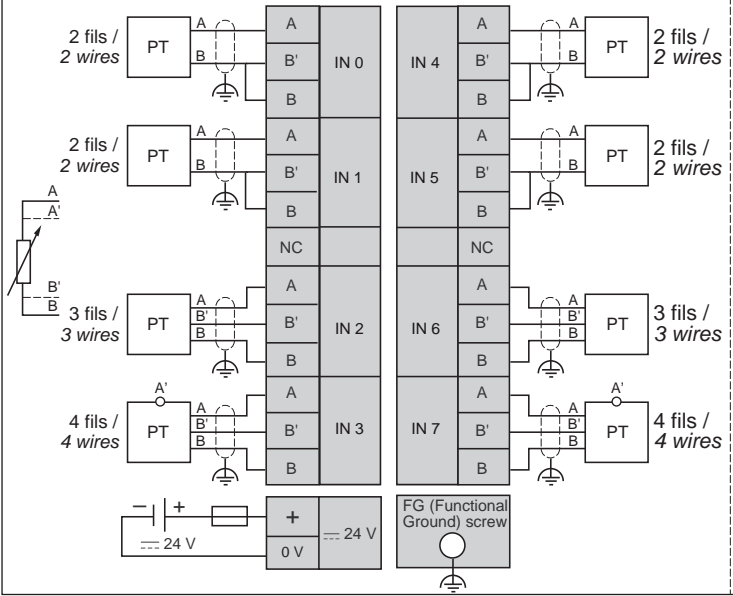 2 fils /
2 wires
PT
A
B
A
B'
B
IN 0
2 fils /
2 wires
PT
A
B
A
B'
B
IN 1
NC
A
A'
B'
B
3 fils /
3 wires
PT
A
B'
B
A
B'
B
IN 2
4 fils /
4 wires
A'
PT
A
B'
B
A
B'
B
IN 3
− +
24 V
+
0 V
24 V
IN 4
A
B'
B
A
B
PT
2 fils /
2 wires
IN 5
A
B'
B
A
B
PT
2 fils /
2 wires
NC
IN 6
A
B'
B
A
B'
B
PT
3 fils /
3 wires
IN 7
A
B'
B
A
B'
B
A'
PT
4 fils /
4 wires
FG (Functional
Ground) screw